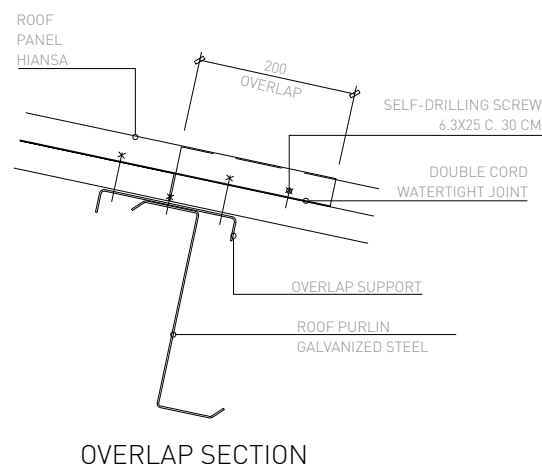 ROOF
PANEL
HIANSA
200
OVERLAP
SELF-DRILLING SCREW
6.3X25 C. 30 CM
DOUBLE CORD
WATERTIGHT JOINT
OVERLAP SUPPORT
ROOF PURLIN
GALVANIZED STEEL
OVERLAP SECTION